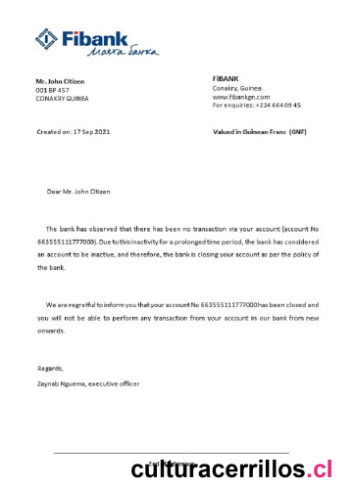 Fibank
Моята банка
Mr. John Citizen
001 BP 457
CONAKRY GUINEA
FIBANK
Conakry, Guinea
www.fibankgn.com
For enquiries: +224 664 09 45
Created on: 17 Sep 2021
Valued in Guinean Franc (GNF)
Dear Mr. John Citizen
The bank has observed that there has been no transaction via your account (account No
663555111777000). Due to this inactivity for a prolonged time period, the bank has considered
an account to be inactive, and therefore, the bank is closing your account as per the policy of
the bank.
We are regretful to inform you that your account No 663555111777000 has been closed and
you will not be able to perform any transaction from your account in our bank from new
onwards.
Regards,
Zaynab Nguema, executive officer
culturacerrillos.cl